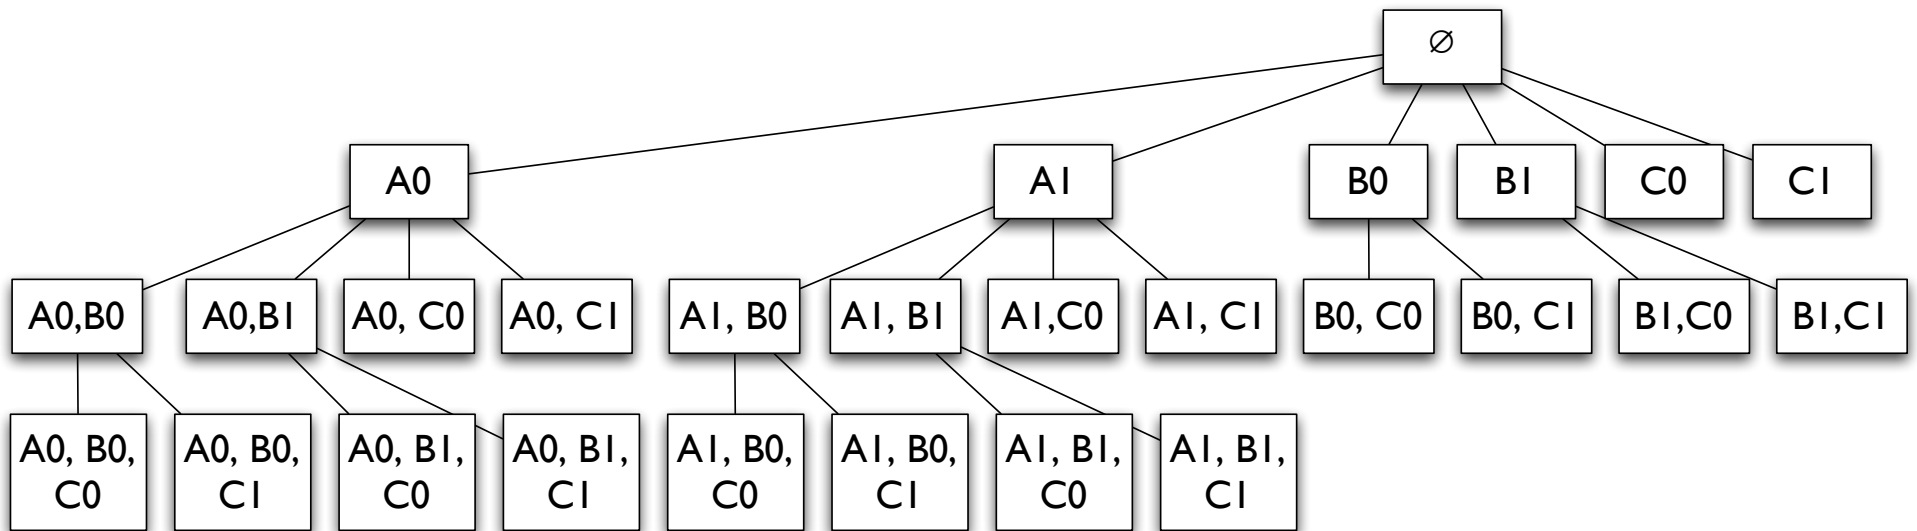 ∅
A0
A1
B0
B1
C0
C1
A0,B0
A0,B1
A0, C0
A0, C1
A1, B0
A1, B1
A1,C0
A1, C1
B0, C0
B0, C1
B1,C0
B1,C1
A0, B0,
C0
A0, B0,
C1
A0, B1,
C0
A0, B1,
C1
A1, B0,
C0
A1, B0,
C1
A1, B1,
C0
A1, B1,
C1